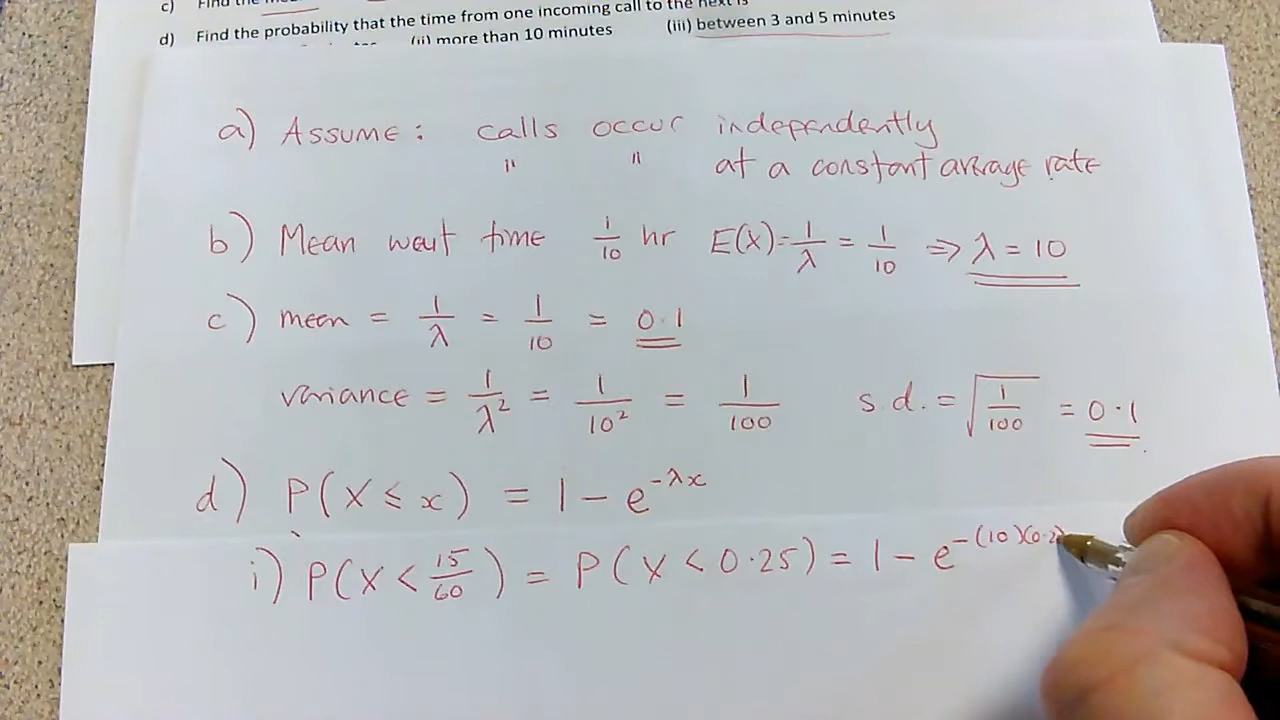 c) Find the
d) Find the probability that the time from one incoming call to the next is
(ii) more than 10 minutes (iii) between 3 and 5 minutes
a) Assume: calls occur independently
" " at a constant average rate
b) Mean wait time 1/10 hr E(X)=1/λ = 1/10 ⇒ λ = 10
c) mean = 1/λ = 1/10 = 0.1
variance = 1/λ² = 1/10² = 1/100 s.d. = √(1/100) = 0.1
d) P(X ≤ x) = 1 − e^(−λx)
i) P(X < 15/60) = P(X < 0.25) = 1 − e^(−(10)(0.2